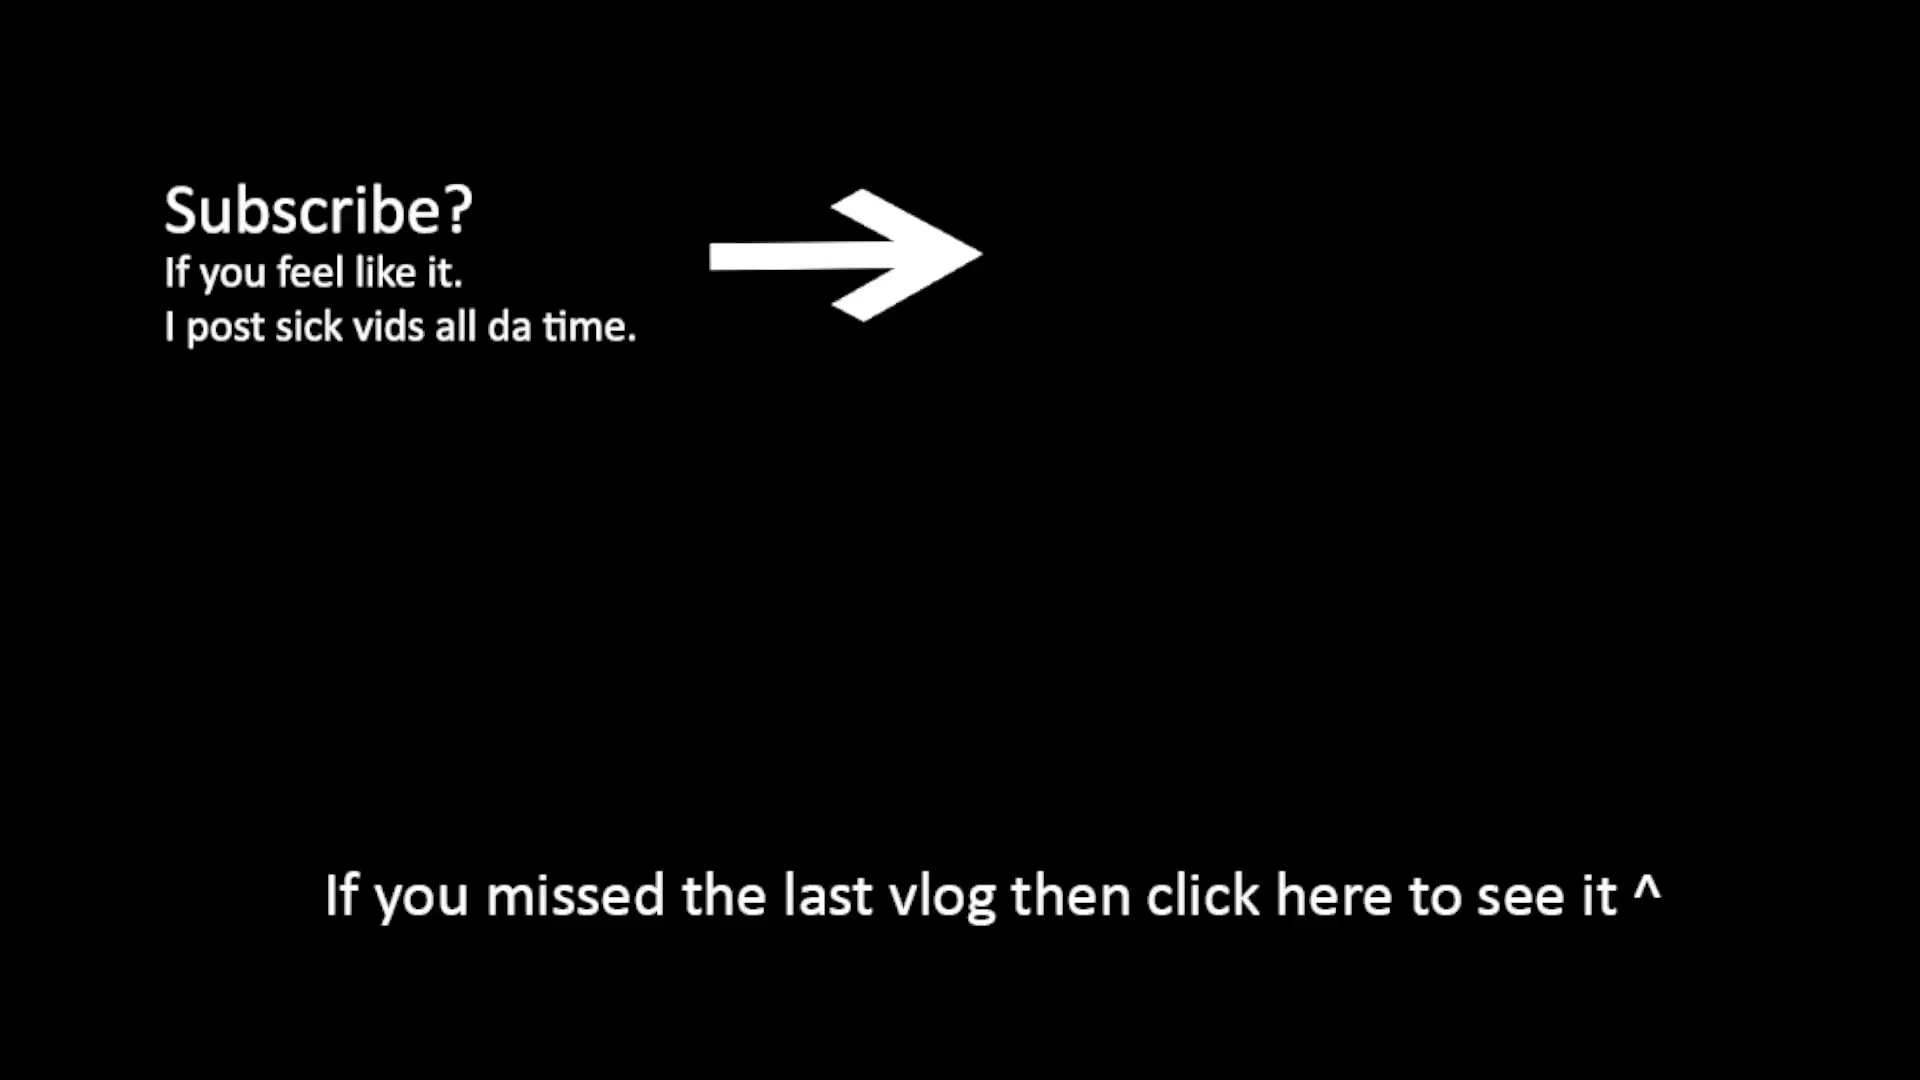 Subscribe?
If you feel like it.
I post sick vids all da time.
If you missed the last vlog then click here to see it ^